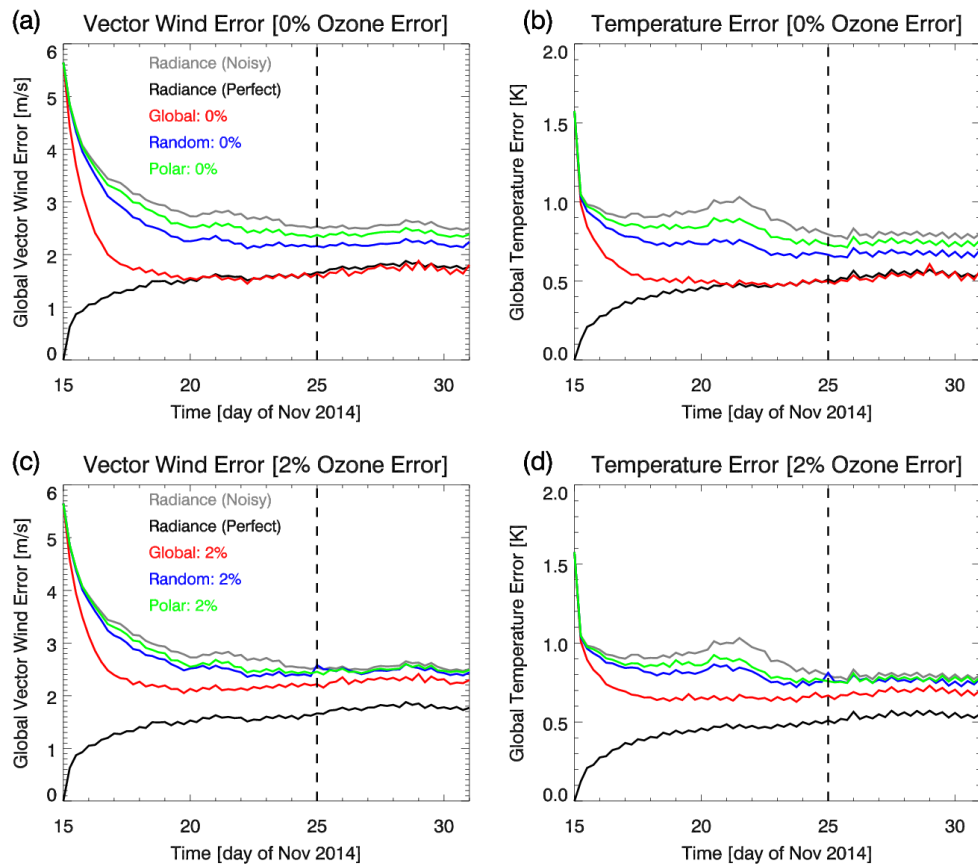 (a) Vector Wind Error [0% Ozone Error]
Global Vector Wind Error [m/s]
6
5
4
3
2
1
0
Radiance (Noisy)
Radiance (Perfect)
Global: 0%
Random: 0%
Polar: 0%
15 20 25 30
Time [day of Nov 2014]
(b) Temperature Error [0% Ozone Error]
Global Temperature Error [K]
2.0
1.5
1.0
0.5
0.0
15 20 25 30
Time [day of Nov 2014]
(c) Vector Wind Error [2% Ozone Error]
Global Vector Wind Error [m/s]
6
5
4
3
2
1
0
Radiance (Noisy)
Radiance (Perfect)
Global: 2%
Random: 2%
Polar: 2%
15 20 25 30
Time [day of Nov 2014]
(d) Temperature Error [2% Ozone Error]
Global Temperature Error [K]
2.0
1.5
1.0
0.5
0.0
15 20 25 30
Time [day of Nov 2014]